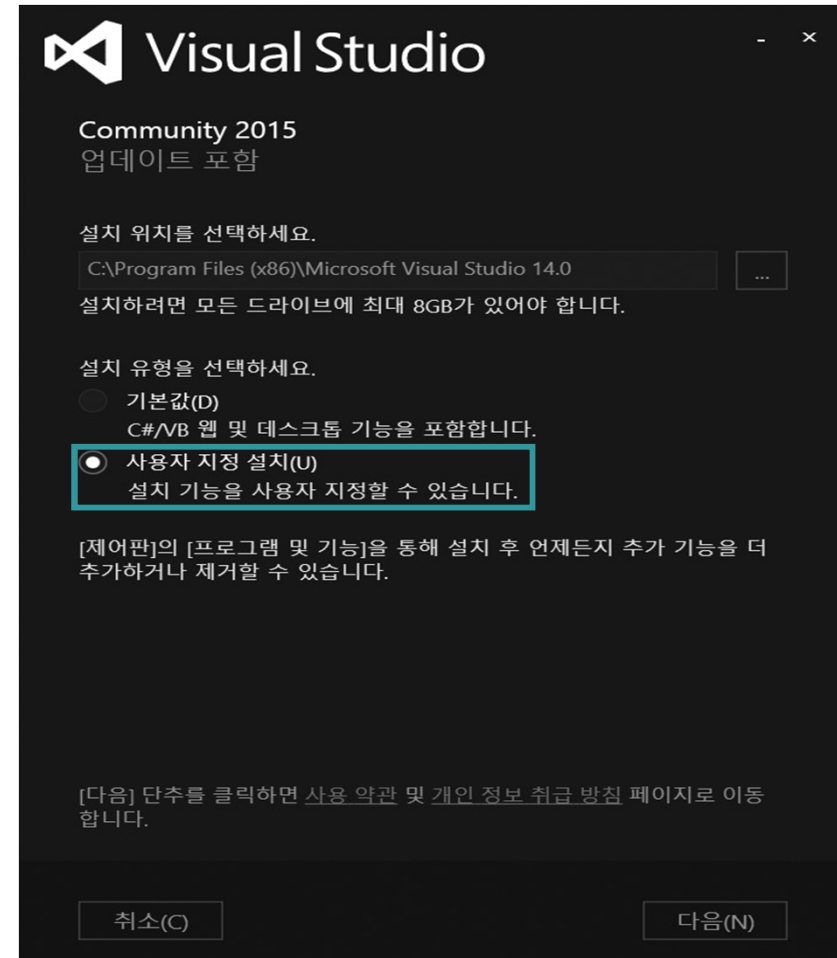 Visual Studio
Community 2015
업데이트 포함
설치 위치를 선택하세요.
C:\Program Files (x86)\Microsoft Visual Studio 14.0
...
설치하려면 모든 드라이브에 최대 8GB가 있어야 합니다.
설치 유형을 선택하세요.
기본값(D)
C#/VB 웹 및 데스크톱 기능을 포함합니다.
사용자 지정 설치(U)
설치 기능을 사용자 지정할 수 있습니다.
[제어판]의 [프로그램 및 기능]을 통해 설치 후 언제든지 추가 기능을 더
추가하거나 제거할 수 있습니다.
[다음] 단추를 클릭하면 사용 약관 및 개인 정보 취급 방침 페이지로 이동
합니다.
취소(C)
다음(N)